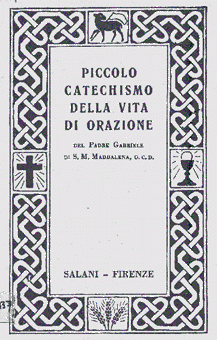 PICCOLO
CATECHISMO
DELLA VITA
DI ORAZIONE
DEL PADRE GABRIELE
DI S. M. MADDALENA, O. C. D.
SALANI – FIRENZE